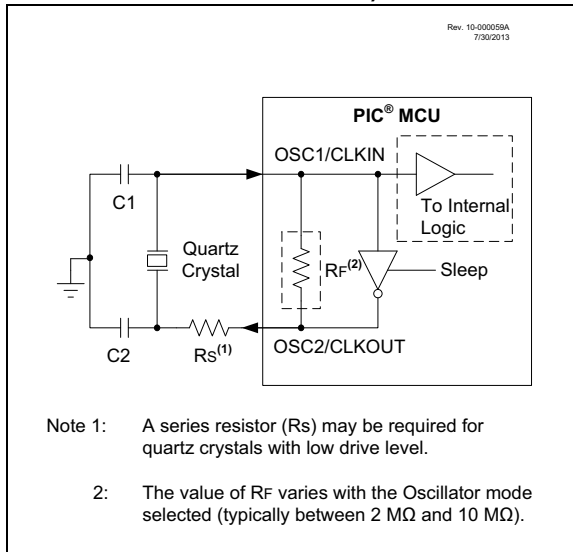 Rev. 10-000059A
7/30/2013
PIC® MCU
OSC1/CLKIN
C1
To Internal
Logic
Quartz
Crystal
RF(2)
Sleep
C2
RS(1)
OSC2/CLKOUT
Note 1: A series resistor (Rs) may be required for
quartz crystals with low drive level.
2: The value of RF varies with the Oscillator mode
selected (typically between 2 MΩ and 10 MΩ).